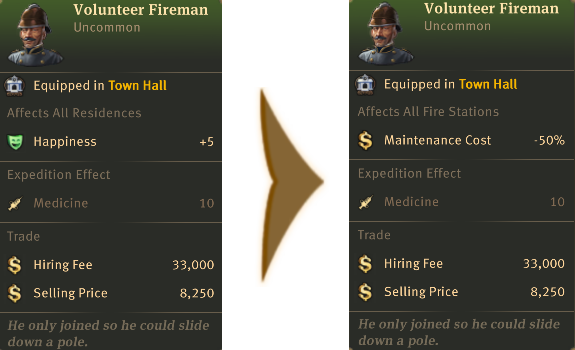 Volunteer Fireman
Uncommon
Equipped in Town Hall
Affects All Residences
Happiness +5
Expedition Effect
Medicine 10
Trade
Hiring Fee 33,000
Selling Price 8,250
He only joined so he could slide
down a pole.
Volunteer Fireman
Uncommon
Equipped in Town Hall
Affects All Fire Stations
Maintenance Cost -50%
Expedition Effect
Medicine 10
Trade
Hiring Fee 33,000
Selling Price 8,250
He only joined so he could slide
down a pole.